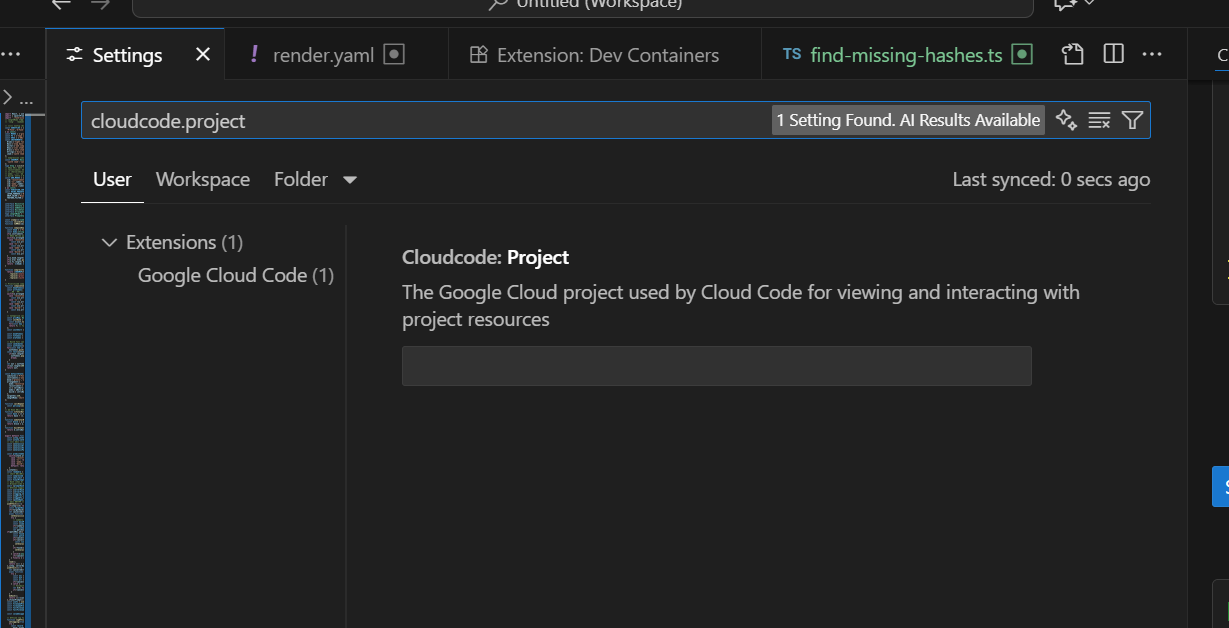 Untitled (Workspace)
Settings
! render.yaml
Extension: Dev Containers
TS find-missing-hashes.ts
...
cloudcode.project
1 Setting Found. AI Results Available
User Workspace Folder
Last synced: 0 secs ago
Extensions (1)
Google Cloud Code (1)
Cloudcode: Project
The Google Cloud project used by Cloud Code for viewing and interacting with
project resources